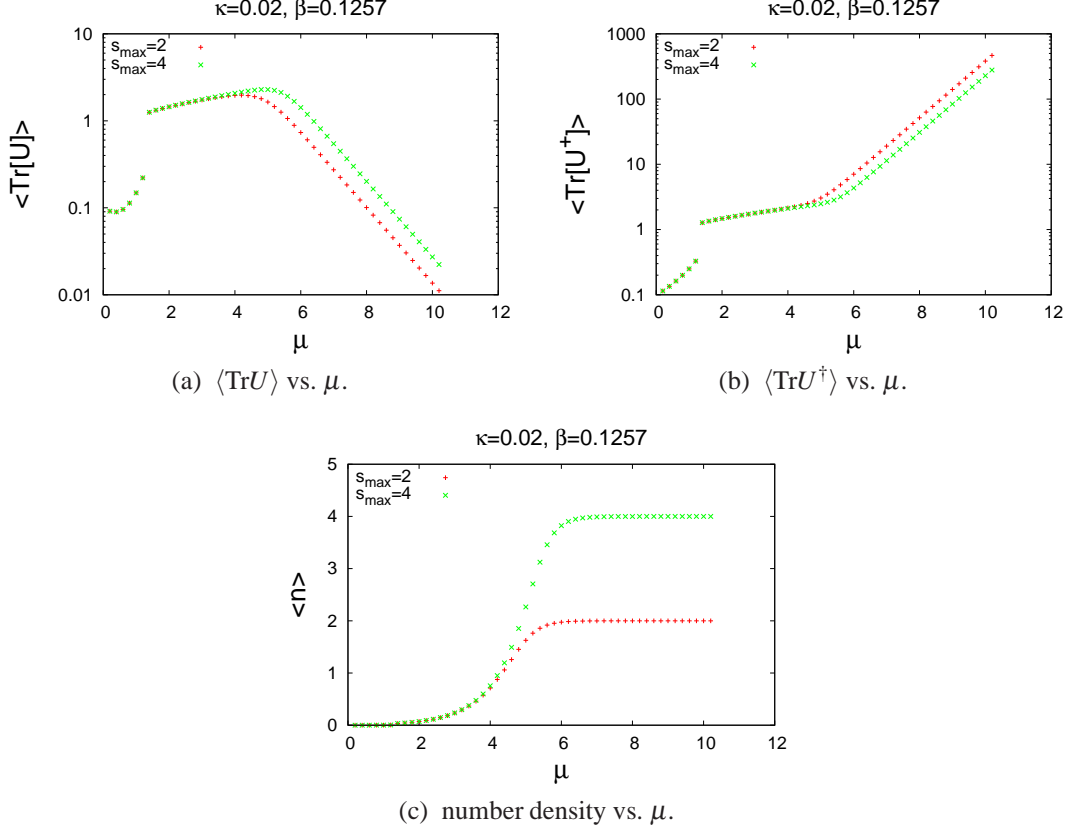 κ=0.02, β=0.1257
s_max=2
s_max=4
<Tr[U]>
10
1
0.1
0.01
0 2 4 6 8 10 12
μ
(a) ⟨TrU⟩ vs. μ.
κ=0.02, β=0.1257
s_max=2
s_max=4
<Tr[U⁺]>
1000
100
10
1
0.1
0 2 4 6 8 10 12
μ
(b) ⟨TrU†⟩ vs. μ.
κ=0.02, β=0.1257
s_max=2
s_max=4
<n>
5
4
3
2
1
0
0 2 4 6 8 10 12
μ
(c) number density vs. μ.